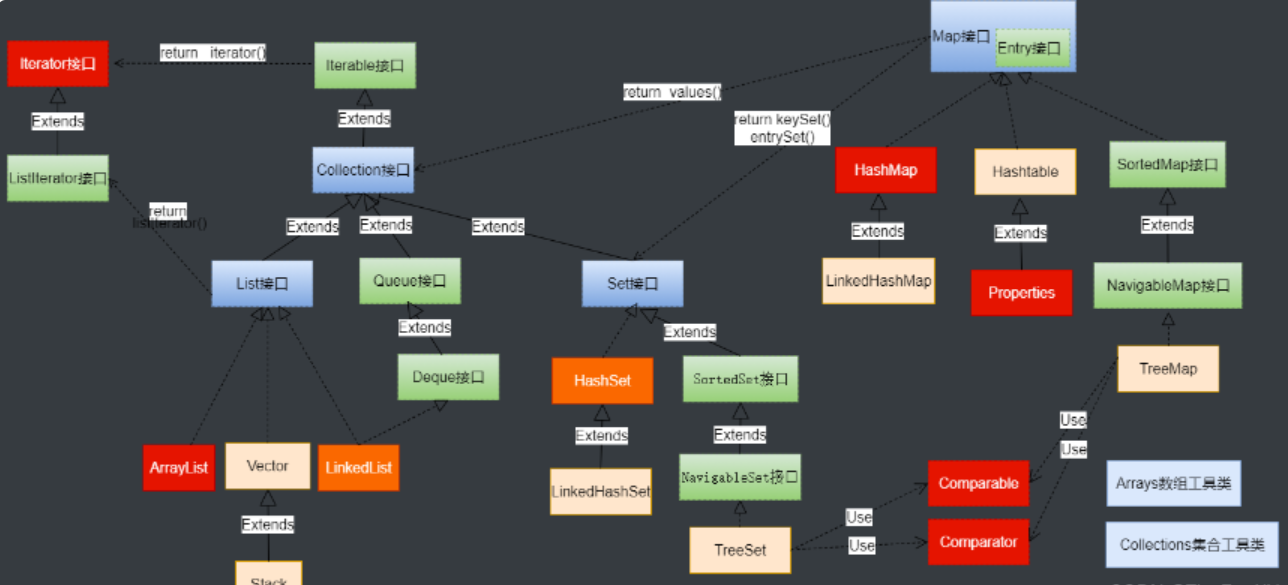 Map接口
Entry接口
Iterator接口
return iterator()
Iterable接口
return values()
Extends
Extends
return keySet()
entrySet()
ListIterator接口
Collection接口
HashMap
Hashtable
SortedMap接口
return
listIterator()
Extends
Extends
Extends
Extends
Extends
Extends
List接口
Queue接口
Set接口
LinkedHashMap
Properties
NavigableMap接口
Extends
Extends
Deque接口
HashSet
SortedSet接口
TreeMap
Extends
Extends
Use
Use
ArrayList
Vector
LinkedList
LinkedHashSet
NavigableSet接口
Comparable
Arrays数组工具类
Extends
Use
Use
TreeSet
Comparator
Collections集合工具类
Stack